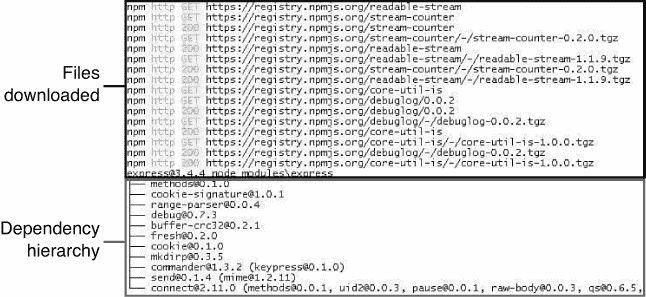 npm http GET https://registry.npmjs.org/readable-stream
npm http GET https://registry.npmjs.org/stream-counter
npm http 200 https://registry.npmjs.org/stream-counter
npm http GET https://registry.npmjs.org/stream-counter/-/stream-counter-0.2.0.tgz
npm http 200 https://registry.npmjs.org/readable-stream
npm http GET https://registry.npmjs.org/readable-stream/-/readable-stream-1.1.9.tgz
npm http 200 https://registry.npmjs.org/stream-counter/-/stream-counter-0.2.0.tgz
npm http 200 https://registry.npmjs.org/readable-stream/-/readable-stream-1.1.9.tgz
npm http GET https://registry.npmjs.org/core-util-is
npm http GET https://registry.npmjs.org/debuglog/0.0.2
npm http 200 https://registry.npmjs.org/debuglog/0.0.2
npm http GET https://registry.npmjs.org/debuglog/-/debuglog-0.0.2.tgz
npm http 200 https://registry.npmjs.org/core-util-is
npm http GET https://registry.npmjs.org/core-util-is/-/core-util-is-1.0.0.tgz
npm http 200 https://registry.npmjs.org/debuglog/-/debuglog-0.0.2.tgz
npm http 200 https://registry.npmjs.org/core-util-is/-/core-util-is-1.0.0.tgz
Files
downloaded
express@3.4.4 node_modules\express
methods@0.1.0
cookie-signature@1.0.1
range-parser@0.0.4
debug@0.7.3
buffer-crc32@0.2.1
fresh@0.2.0
cookie@0.1.0
mkdirp@0.3.5
commander@1.3.2 (keypress@0.1.0)
send@0.1.4 (mime@1.2.11)
connect@2.11.0 (methods@0.0.1, uid2@0.0.3, pause@0.0.1, raw-body@0.0.3, qs@0.6.5,
Dependency
hierarchy